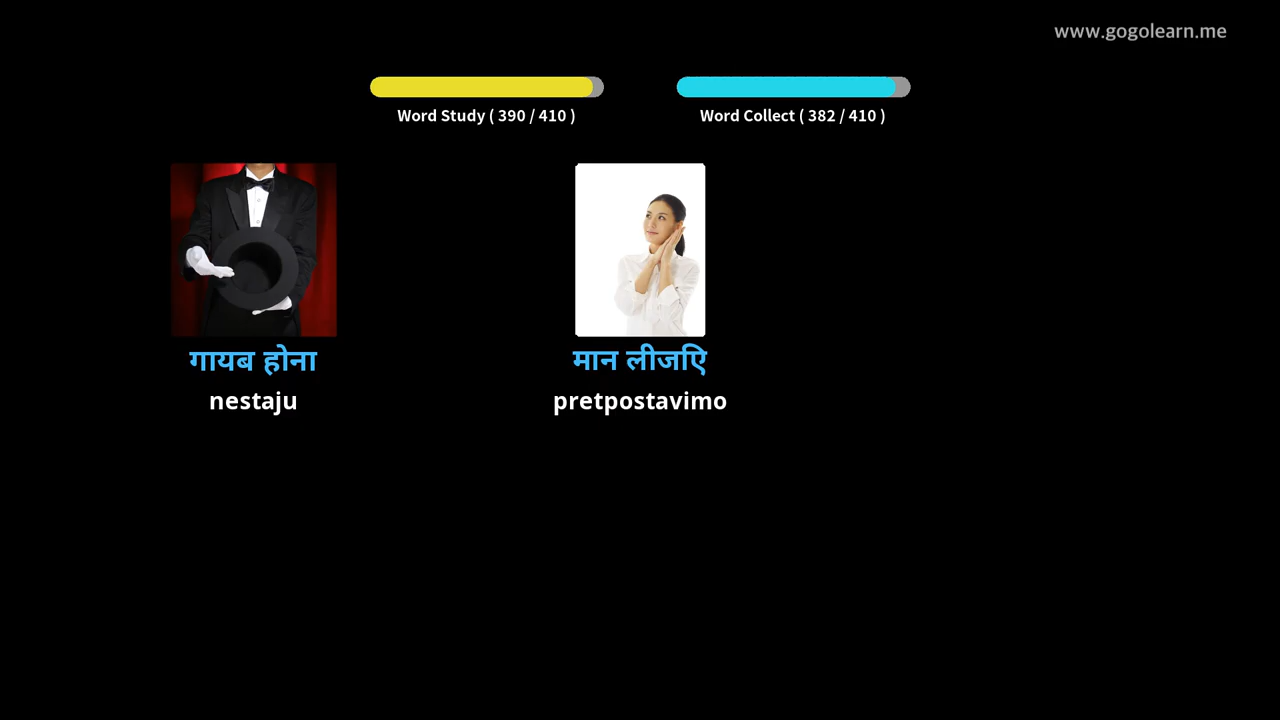 www.gogolearn.me
Word Study ( 390 / 410 )
Word Collect ( 382 / 410 )
गायब होना
मान लीजिए
nestaju
pretpostavimo